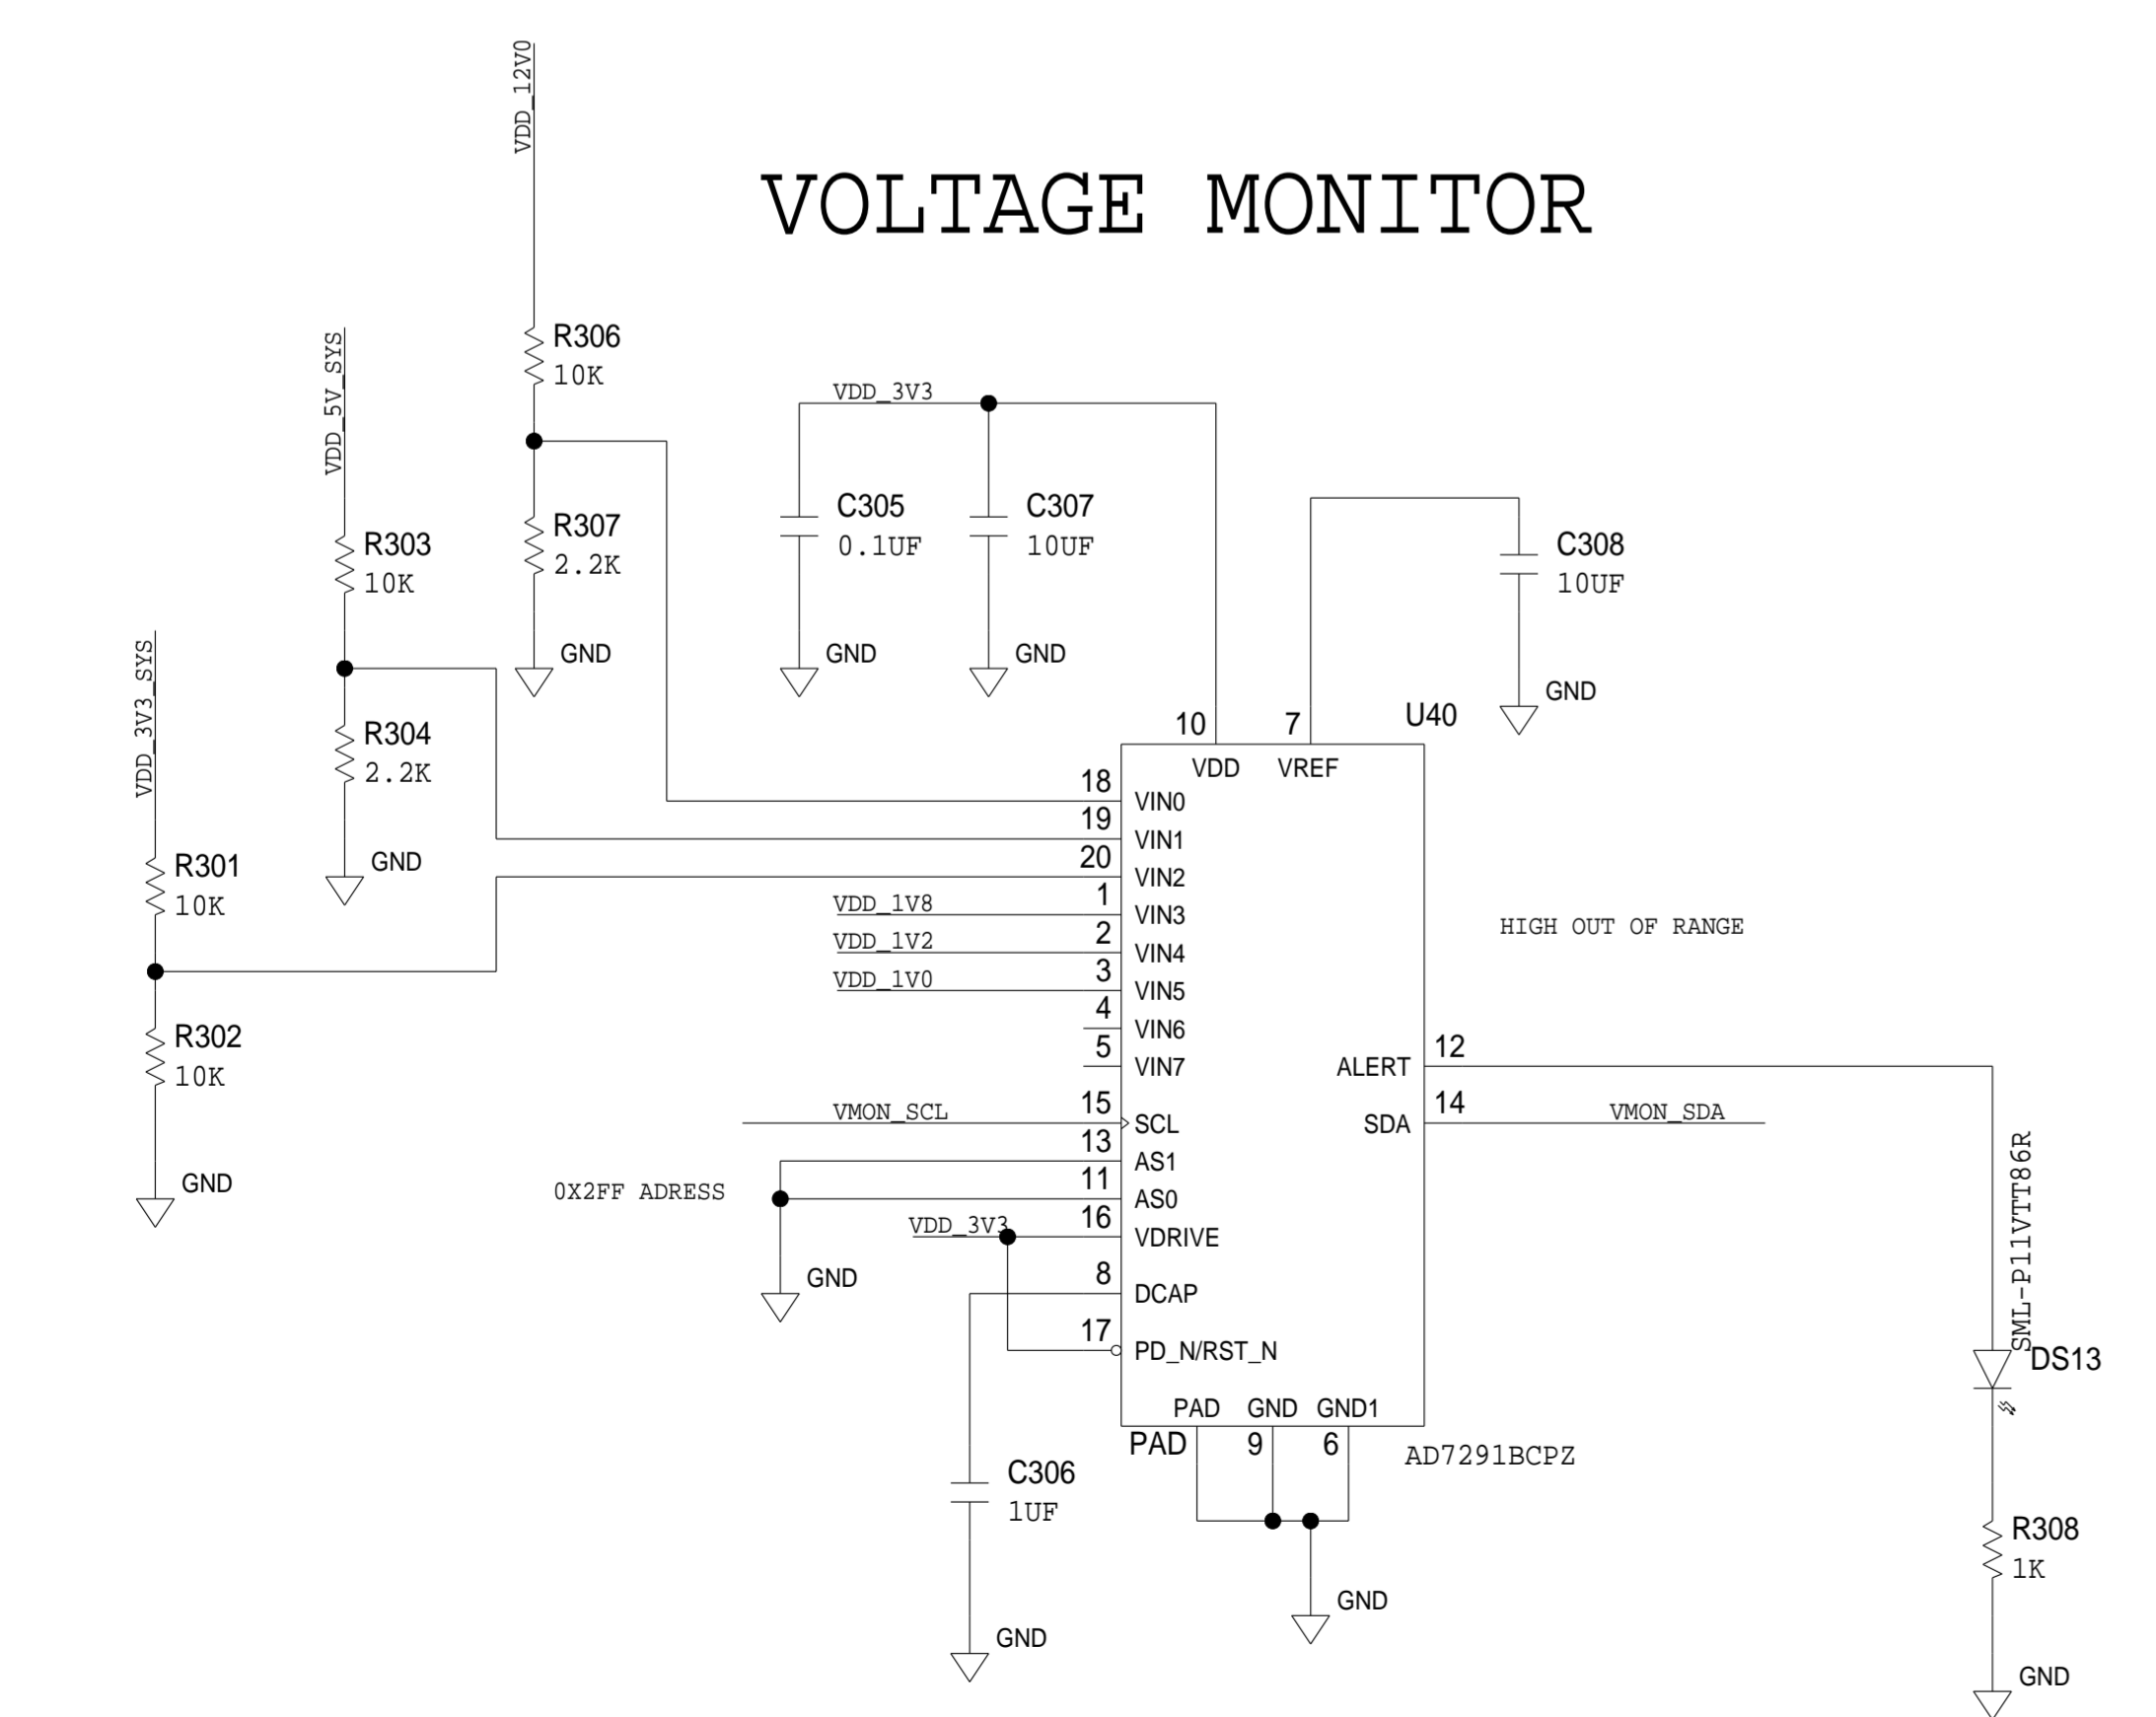 VDD_12V0
VOLTAGE MONITOR
R306
10K
VDD_5V_SYS
VDD_3V3
R307
2.2K
C305
0.1UF
C307
10UF
R303
10K
C308
10UF
GND
GND
GND
VDD_3V3_SYS
GND
R304
2.2K
U40
10
7
VDD
VREF
18
VIN0
19
VIN1
20
VIN2
GND
R301
10K
VDD_1V8
1
VIN3
VDD_1V2
2
VIN4
VDD_1V0
3
VIN5
HIGH OUT OF RANGE
4
VIN6
5
VIN7
R302
10K
12
ALERT
VMON_SCL
15
SCL
14
SDA
VMON_SDA
13
AS1
GND
0X2FF ADRESS
11
AS0
VDD_3V3
16
VDRIVE
GND
8
DCAP
17
PD_N/RST_N
SML-P11VTT86R
DS13
PAD
GND
GND1
PAD
9
6
AD7291BCPZ
C306
1UF
R308
1K
GND
GND
GND